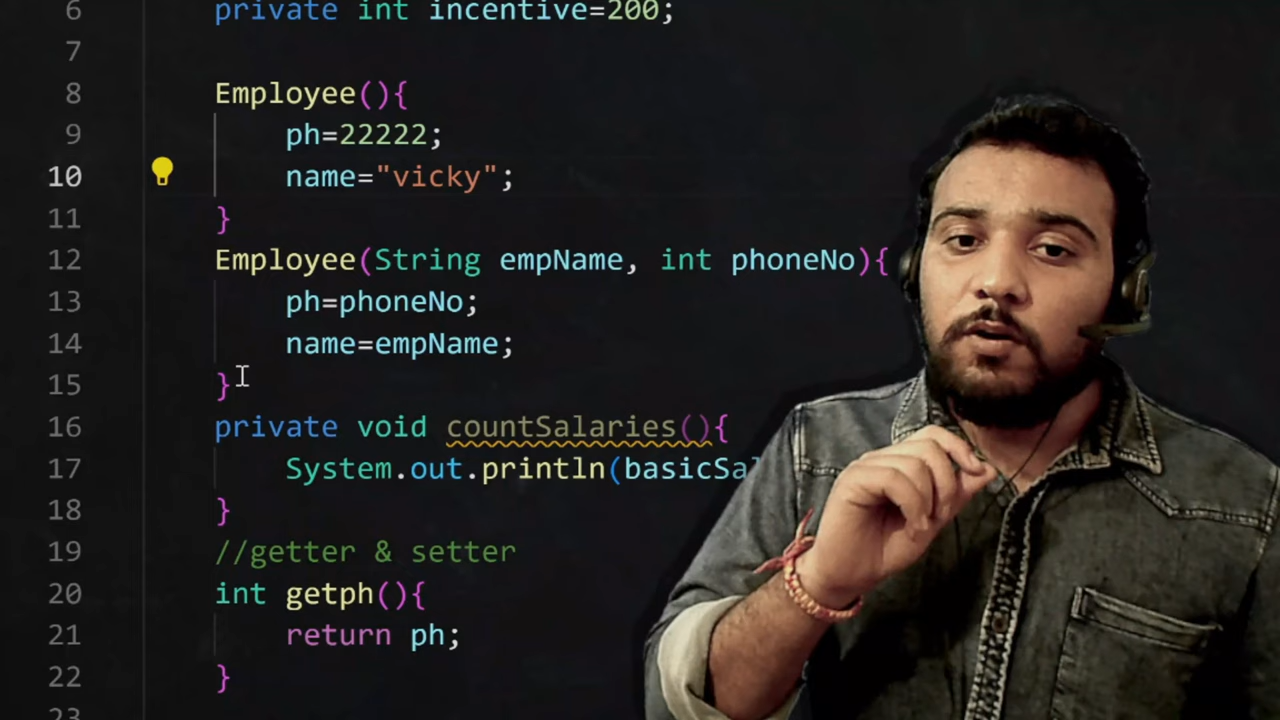 6 private int incentive=200;
7
8 Employee(){
9 ph=22222;
10 name="vicky";
11 }
12 Employee(String empName, int phoneNo){
13 ph=phoneNo;
14 name=empName;
15 }
16 private void countSalaries(){
17 System.out.println(basicSa
18 }
19 //getter & setter
20 int getph(){
21 return ph;
22 }
23